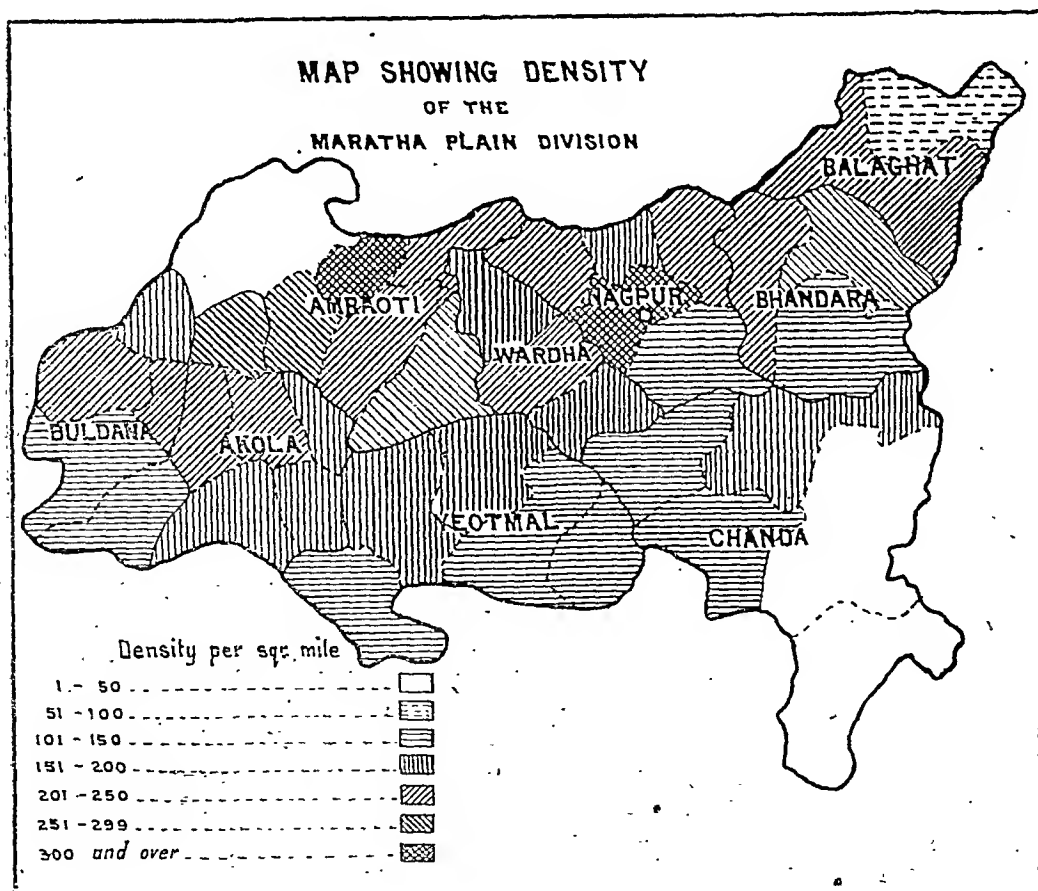 MAP SHOWING DENSITY
OF THE
MARATHA PLAIN DIVISION
BALAGHAT
AMRAOTI
NAGPUR
BHANDARA
WARDHA
BULDANA
AKOLA
YEOTMAL
CHANDA
Density per sqr. mile
1 - 50
51 - 100
101 - 150
151 - 200
201 - 250
251 - 299
300 and over